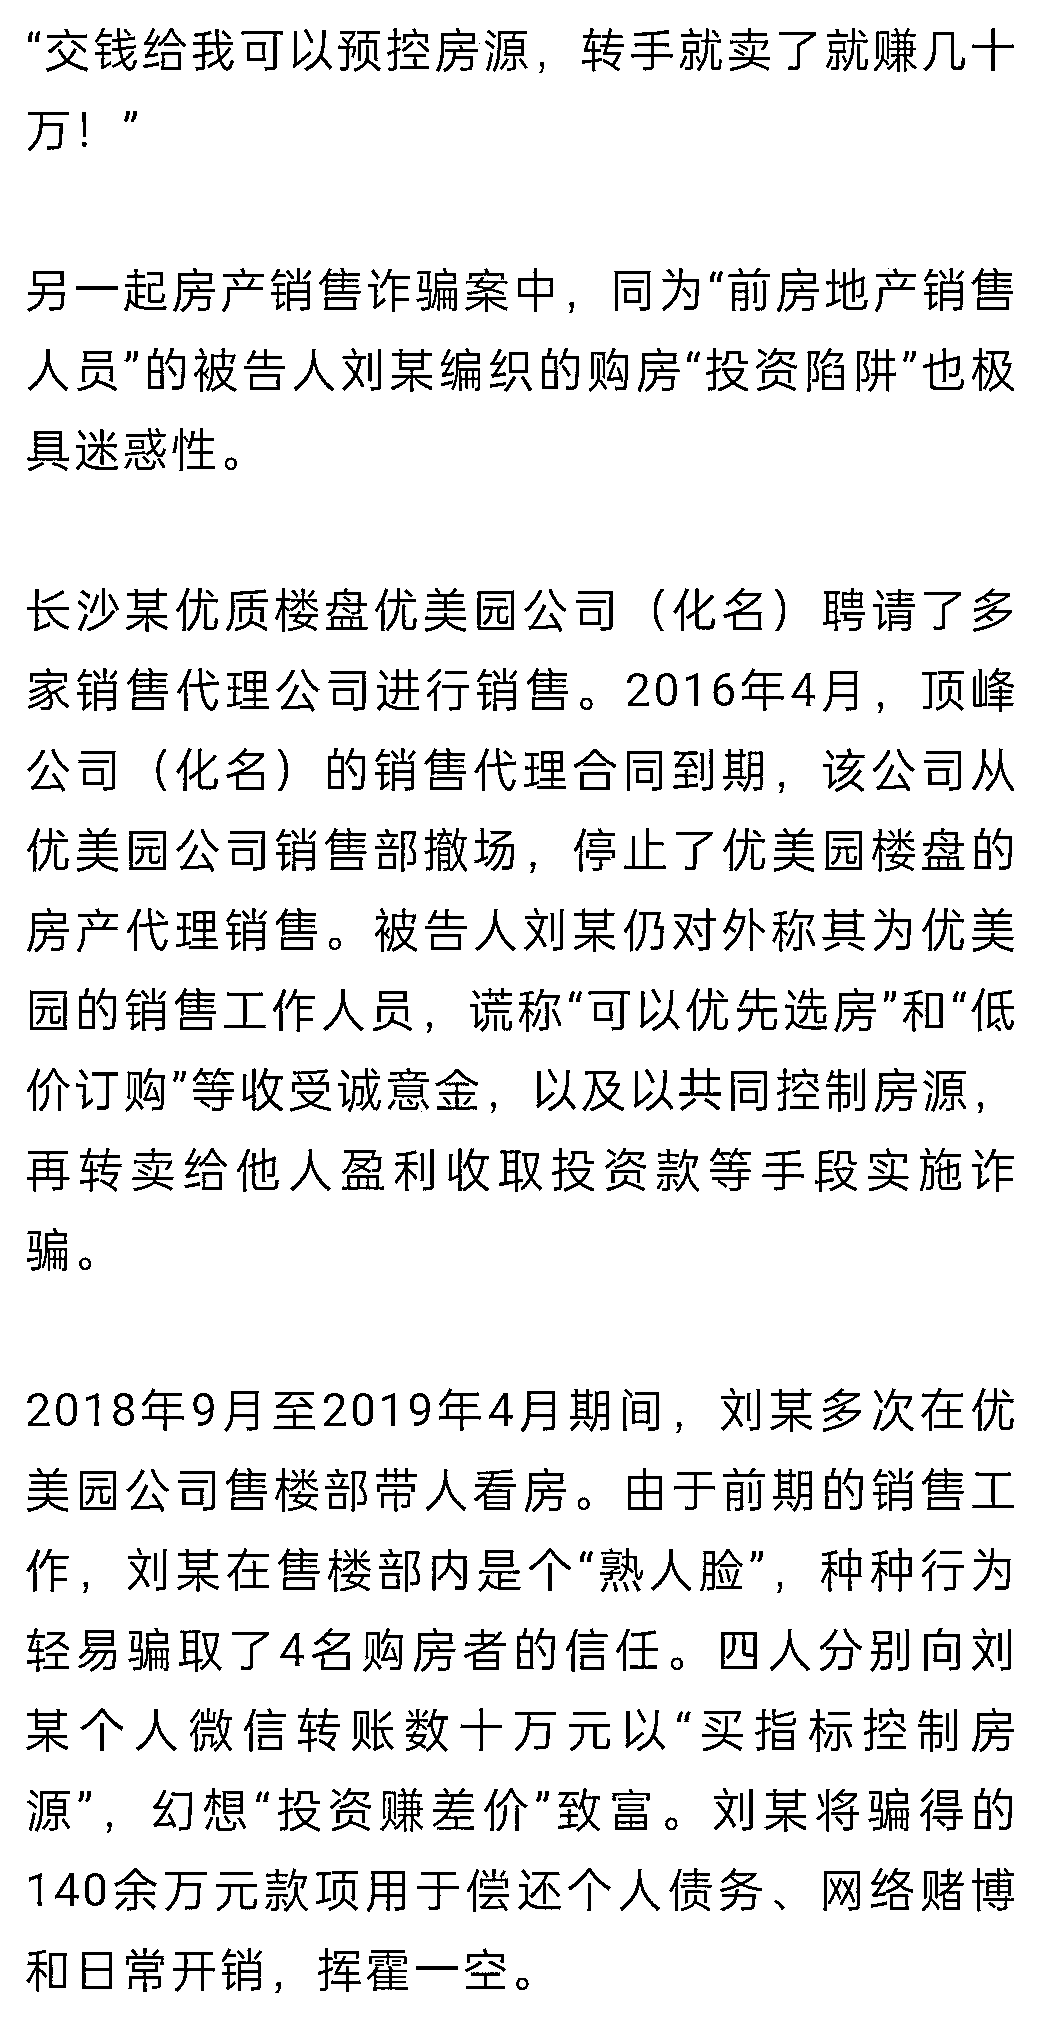 “交钱给我可以预控房源，转手就卖了就赚几十
万！”
另一起房产销售诈骗案中，同为“前房地产销售
人员”的被告人刘某编织的购房“投资陷阱”也极
具迷惑性。
长沙某优质楼盘优美园公司（化名）聘请了多
家销售代理公司进行销售。2016年4月，顶峰
公司（化名）的销售代理合同到期，该公司从
优美园公司销售部撤场，停止了优美园楼盘的
房产代理销售。被告人刘某仍对外称其为优美
园的销售工作人员，谎称“可以优先选房”和“低
价订购”等收受诚意金，以及以共同控制房源，
再转卖给他人盈利收取投资款等手段实施诈
骗。
2018年9月至2019年4月期间，刘某多次在优
美园公司售楼部带人看房。由于前期的销售工
作，刘某在售楼部内是个“熟人脸”，种种行为
轻易骗取了4名购房者的信任。四人分别向刘
某个人微信转账数十万元以“买指标控制房
源”，幻想“投资赚差价”致富。刘某将骗得的
140余万元款项用于偿还个人债务、网络赌博
和日常开销，挥霍一空。